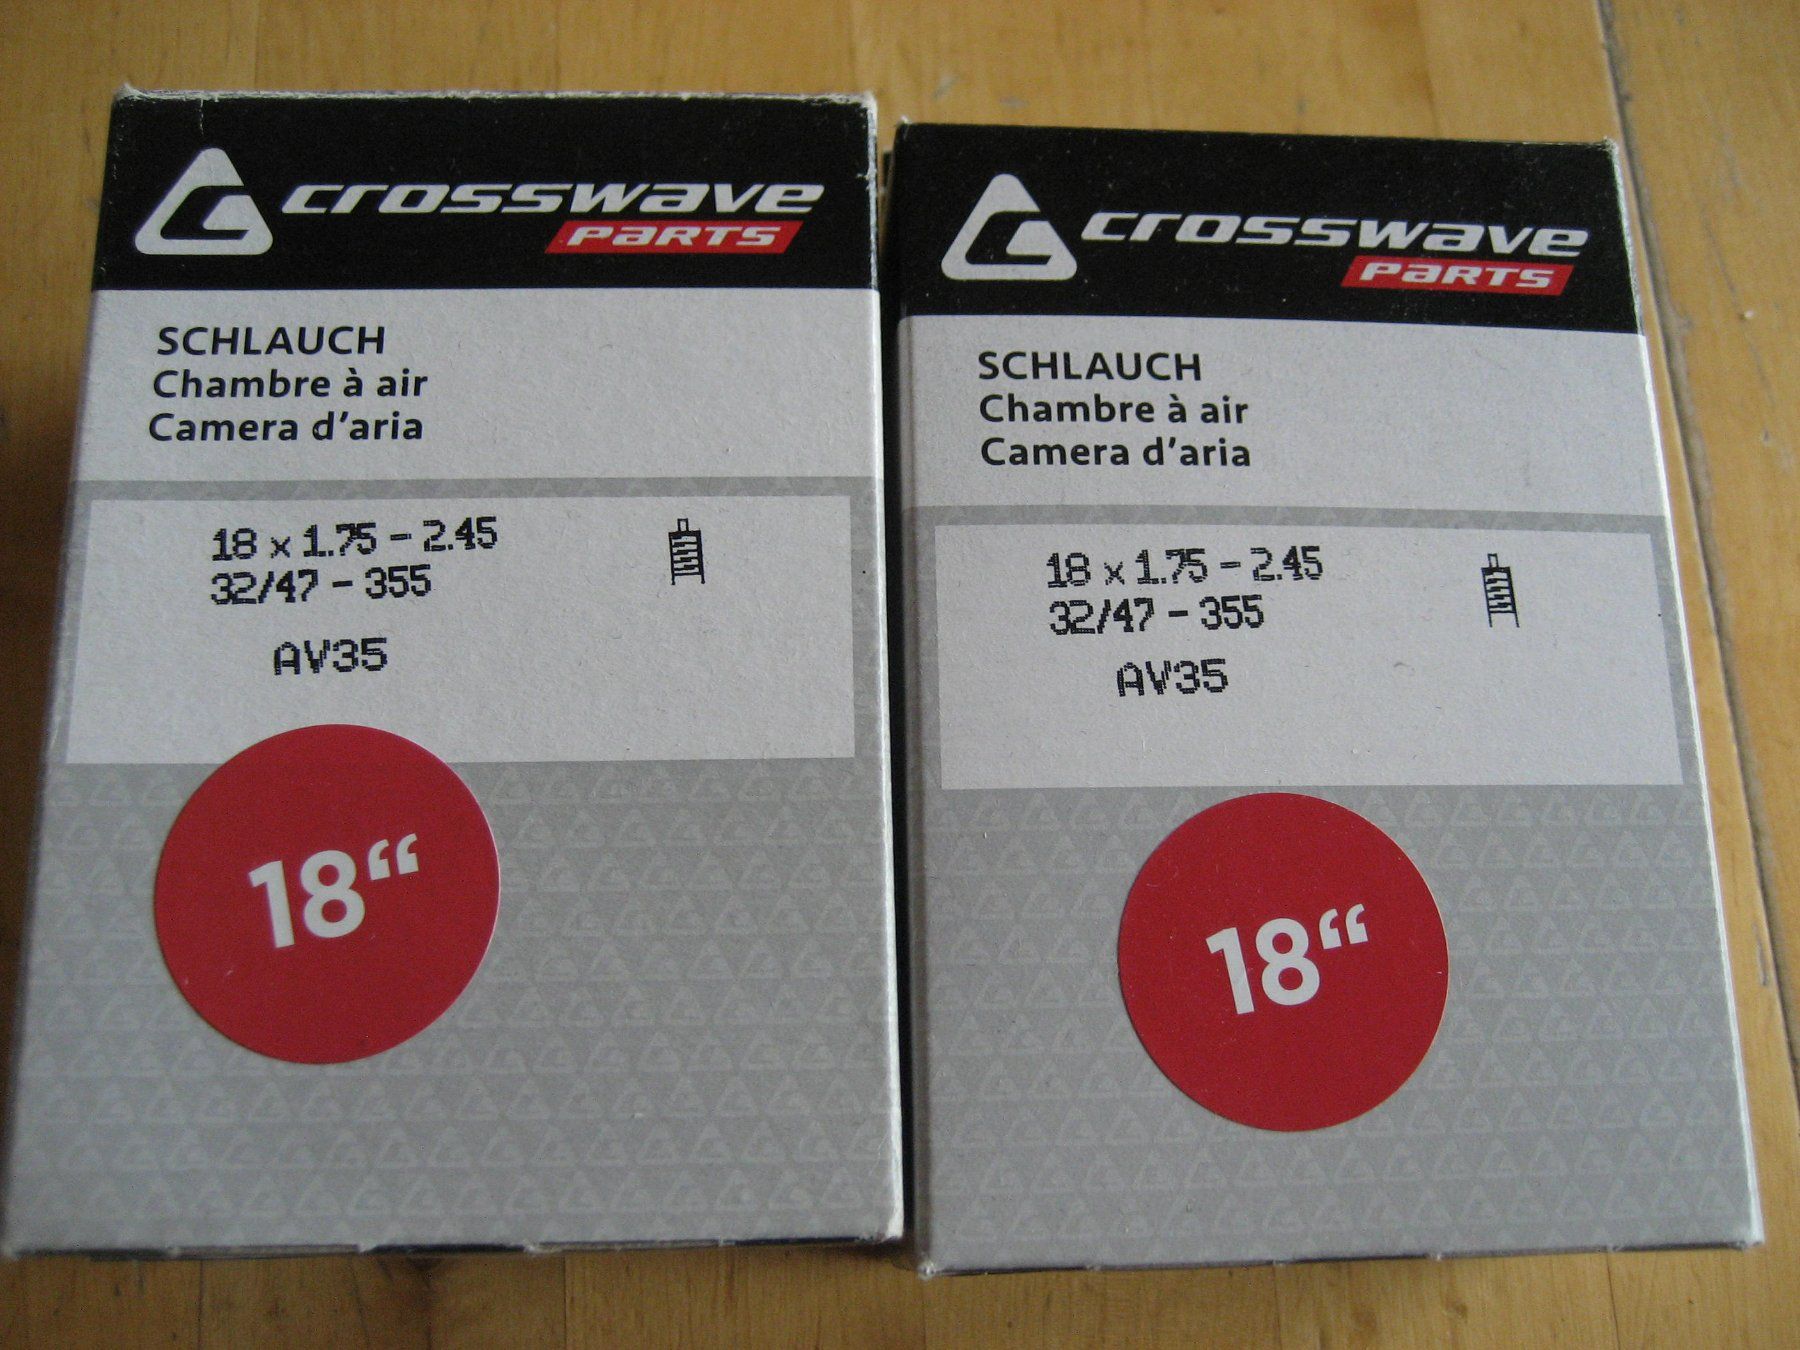 crosswave
PARTS
SCHLAUCH
Chambre à air
Camera d'aria
18 x 1.75 - 2.45
32/47 - 355
AV35
18“
crosswave
PARTS
SCHLAUCH
Chambre à air
Camera d'aria
18 x 1.75 - 2.45
32/47 - 355
AV35
18“